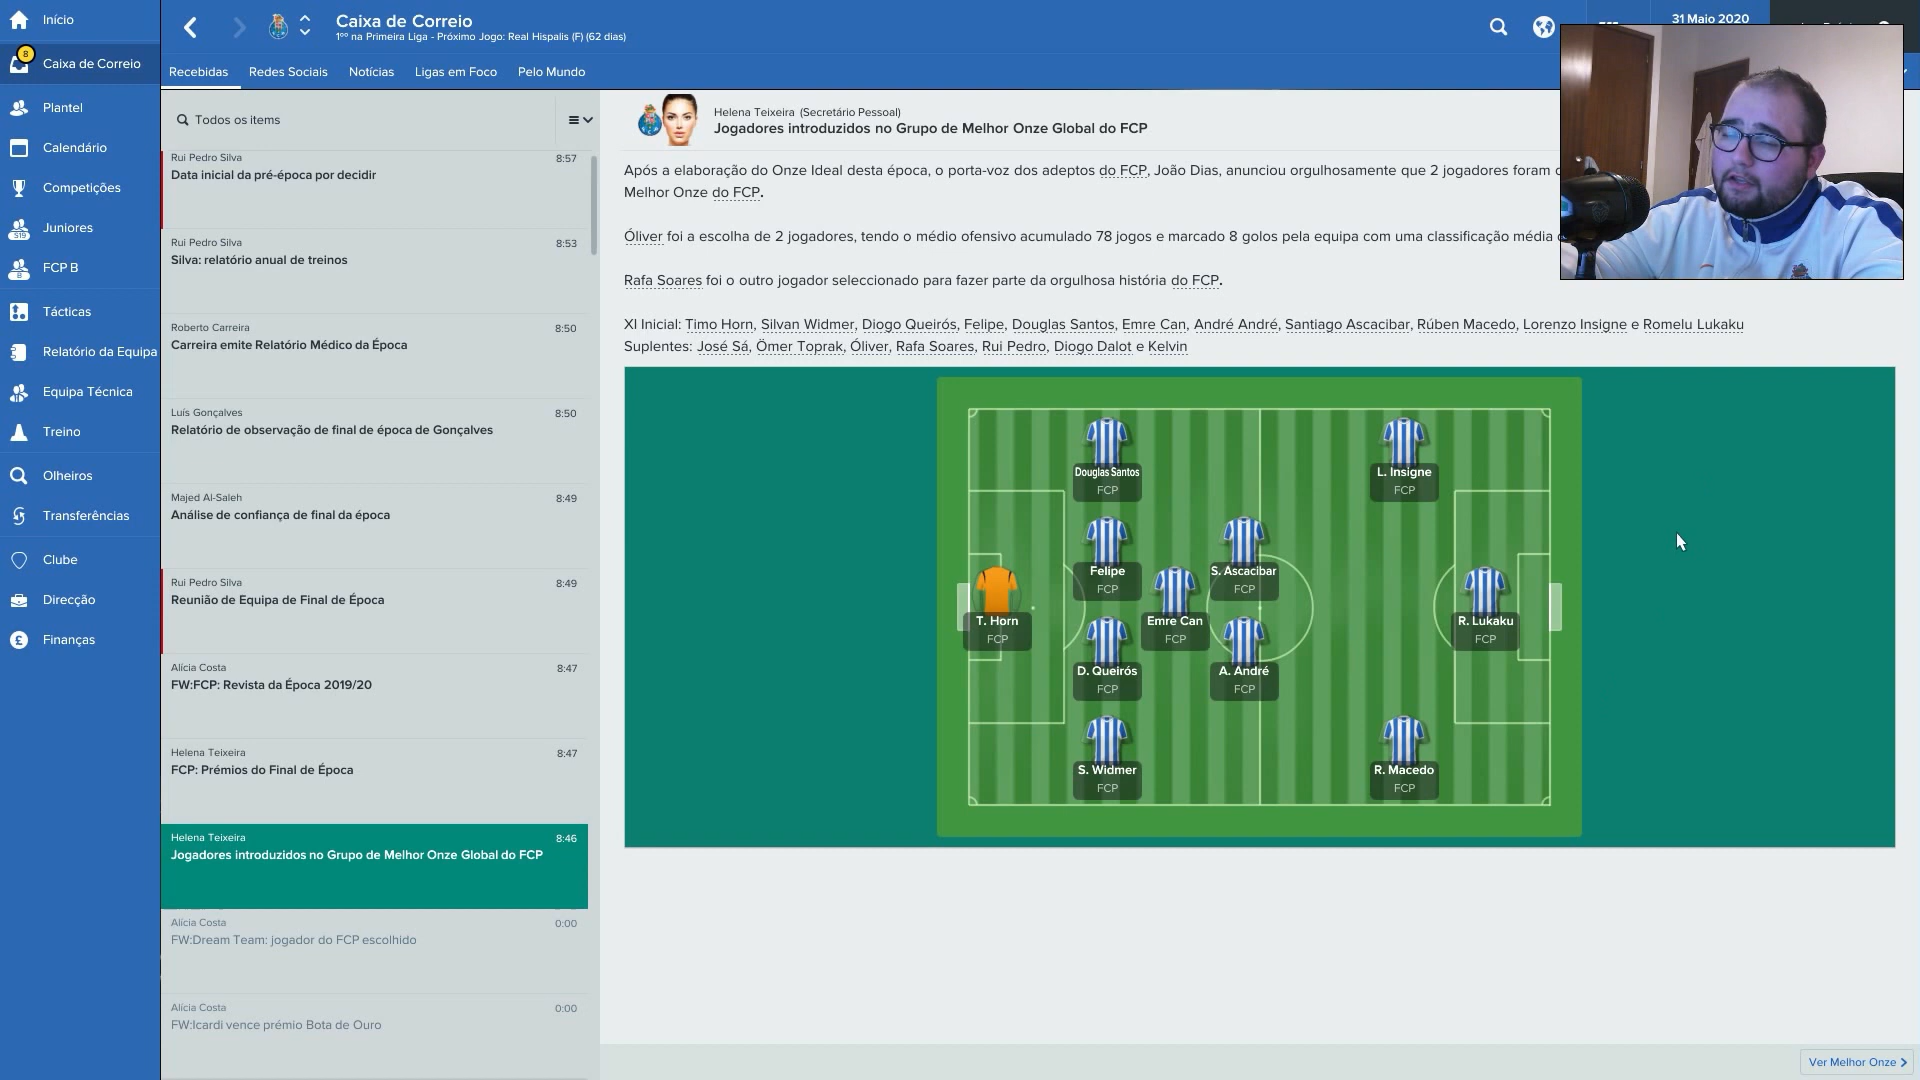 Início
Caixa de Correio
8
Plantel
Calendário
Competições
Juniores
S19
FCP B
B
Tácticas
Relatório da Equipa
Equipa Técnica
Treino
Olheiros
Transferências
Clube
Direcção
Finanças
Caixa de Correio
1ºº na Primeira Liga - Próximo Jogo: Real Hispalis (F) (62 dias)
31 Maio 2020
Recebidas Redes Sociais Notícias Ligas em Foco Pelo Mundo
Todos os items
Rui Pedro Silva 8:57
Data inicial da pré-época por decidir
Rui Pedro Silva 8:53
Silva: relatório anual de treinos
Roberto Carreira 8:50
Carreira emite Relatório Médico da Época
Luís Gonçalves 8:50
Relatório de observação de final de época de Gonçalves
Majed Al-Saleh 8:49
Análise de confiança de final da época
Rui Pedro Silva 8:49
Reunião de Equipa de Final de Época
Alícia Costa 8:47
FW:FCP: Revista da Época 2019/20
Helena Teixeira 8:47
FCP: Prémios do Final de Época
Helena Teixeira 8:46
Jogadores introduzidos no Grupo de Melhor Onze Global do FCP
Alícia Costa 0:00
FW:Dream Team: jogador do FCP escolhido
Alícia Costa 0:00
FW:Icardi vence prémio Bota de Ouro
Helena Teixeira (Secretário Pessoal)
Jogadores introduzidos no Grupo de Melhor Onze Global do FCP
Após a elaboração do Onze Ideal desta época, o porta-voz dos adeptos do FCP, João Dias, anunciou orgulhosamente que 2 jogadores foram
Melhor Onze do FCP.
Óliver foi a escolha de 2 jogadores, tendo o médio ofensivo acumulado 78 jogos e marcado 8 golos pela equipa com uma classificação média
Rafa Soares foi o outro jogador seleccionado para fazer parte da orgulhosa história do FCP.
XI Inicial: Timo Horn, Silvan Widmer, Diogo Queirós, Felipe, Douglas Santos, Emre Can, André André, Santiago Ascacibar, Rúben Macedo, Lorenzo Insigne e Romelu Lukaku
Suplentes: José Sá, Ömer Toprak, Óliver, Rafa Soares, Rui Pedro, Diogo Dalot e Kelvin
Douglas Santos
FCP
L. Insigne
FCP
Felipe
FCP
S. Ascacibar
FCP
T. Horn
FCP
Emre Can
FCP
R. Lukaku
FCP
D. Queirós
FCP
A. André
FCP
S. Widmer
FCP
R. Macedo
FCP
Ver Melhor Onze